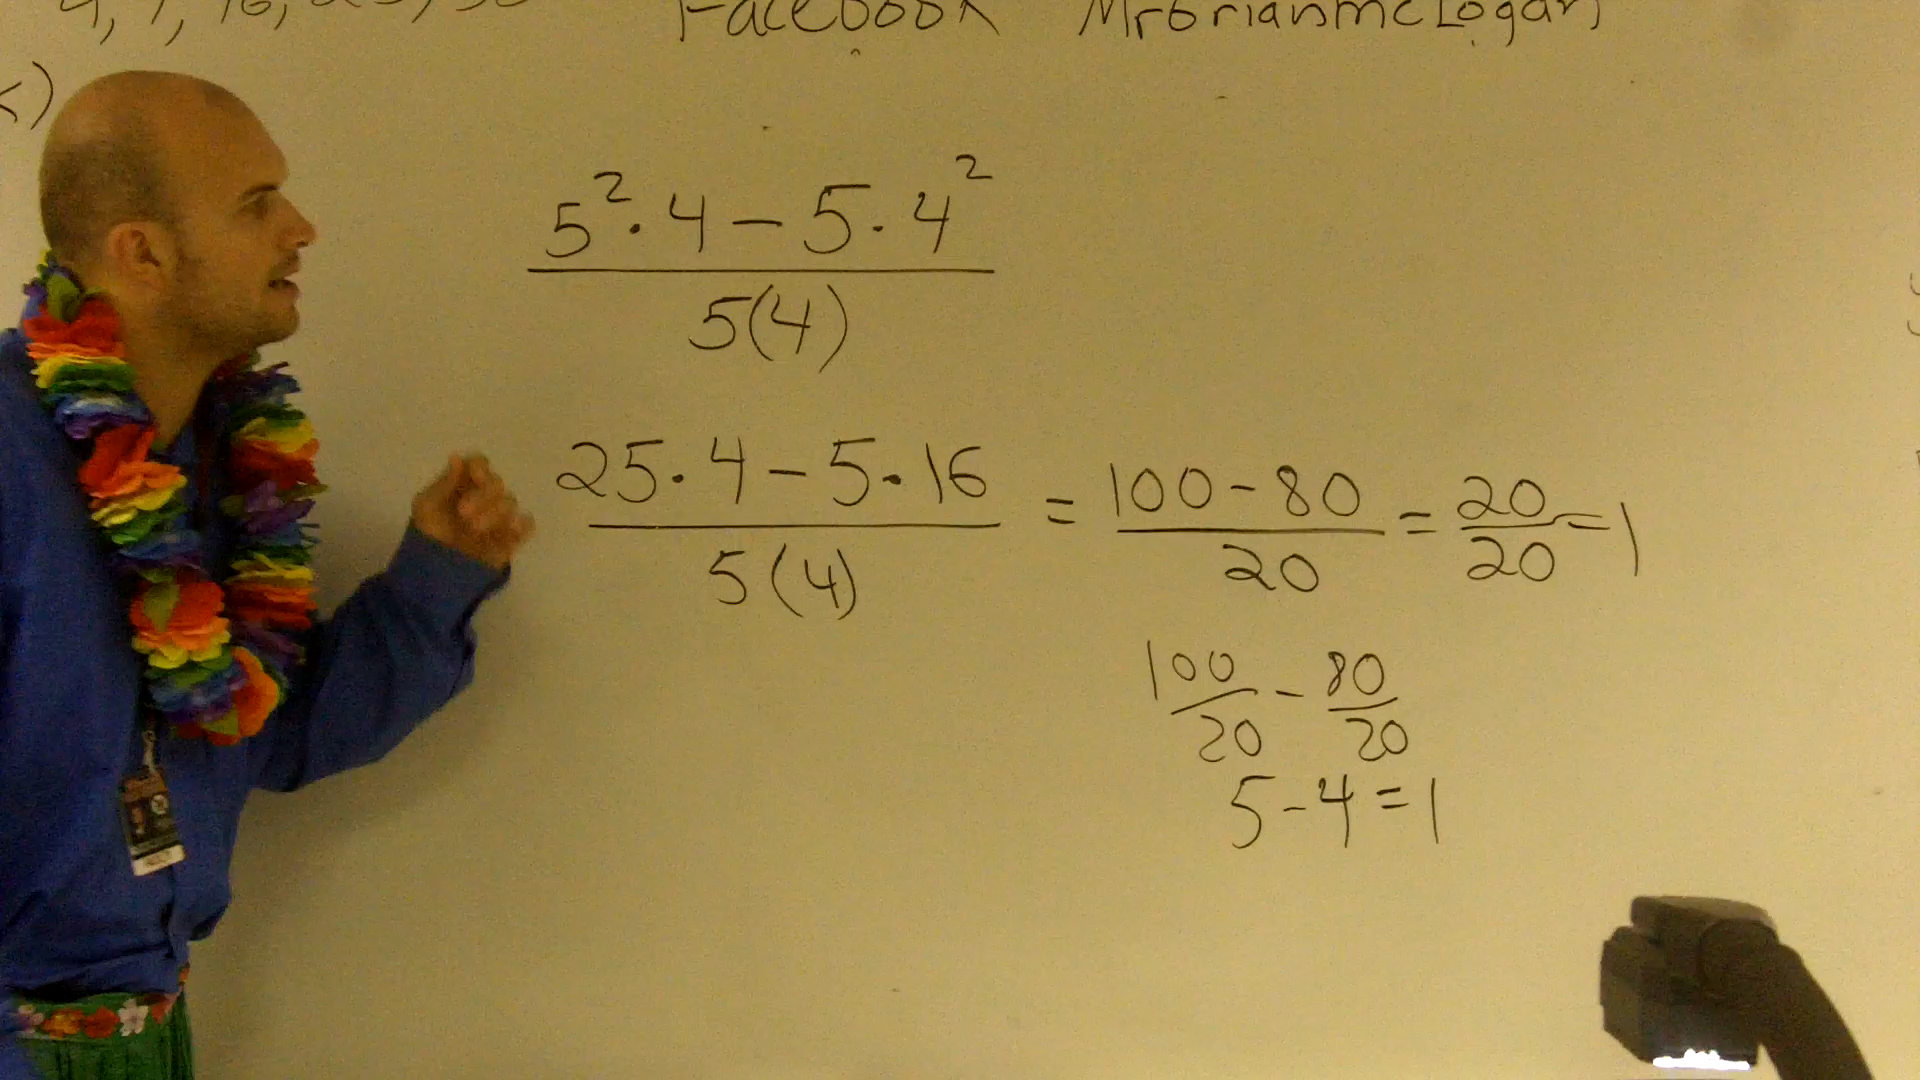 Facebook MrBrianmcLogan
5²·4-5·4²
5(4)
25·4-5·16 = 100-80 = 20 = 1
5(4) 20 20
100 - 80
20 20
5-4=1